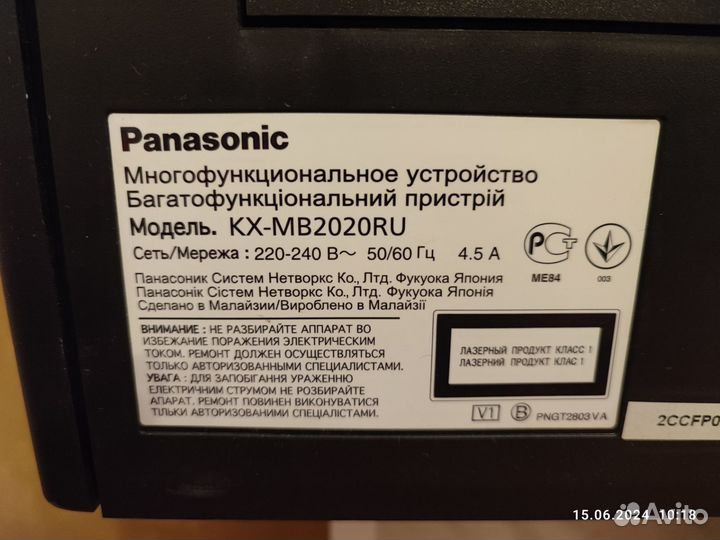 Panasonic
Многофункциональное устройство
Багатофункціональний пристрій
Модель. KX-MB2020RU
Сеть/Мережа : 220-240 В~ 50/60 Гц 4.5 А
Панасоник Систем Нетворкс Ко., Лтд. Фукуока Япония
Панасонік Сістем Нетворкс Ко., Лтд. Фукуока Японія
Сделано в Малайзии/Вироблено в Малайзії
РСТ
ME84
003
ВНИМАНИЕ : НЕ РАЗБИРАЙТЕ АППАРАТ ВО
ИЗБЕЖАНИЕ ПОРАЖЕНИЯ ЭЛЕКТРИЧЕСКИМ
ТОКОМ. РЕМОНТ ДОЛЖЕН ОСУЩЕСТВЛЯТЬСЯ
ТОЛЬКО АВТОРИЗОВАННЫМИ СПЕЦИАЛИСТАМИ.
УВАГА : ДЛЯ ЗАПОБІГАННЯ УРАЖЕННЮ
ЕЛЕКТРИЧНИМ СТРУМОМ НЕ РОЗБИРАЙТЕ
АПАРАТ. РЕМОНТ ПОВИНЕН ВИКОНУВАТИСЯ
ТІЛЬКИ АВТОРИЗОВАНИМИ СПЕЦІАЛІСТАМИ.
ЛАЗЕРНЫЙ ПРОДУКТ КЛАСС 1
ЛАЗЕРНИЙ ПРОДУКТ КЛАС 1
V1 B PNGT2803VA
2CCFP0
15.06.2024 10:18
Avito